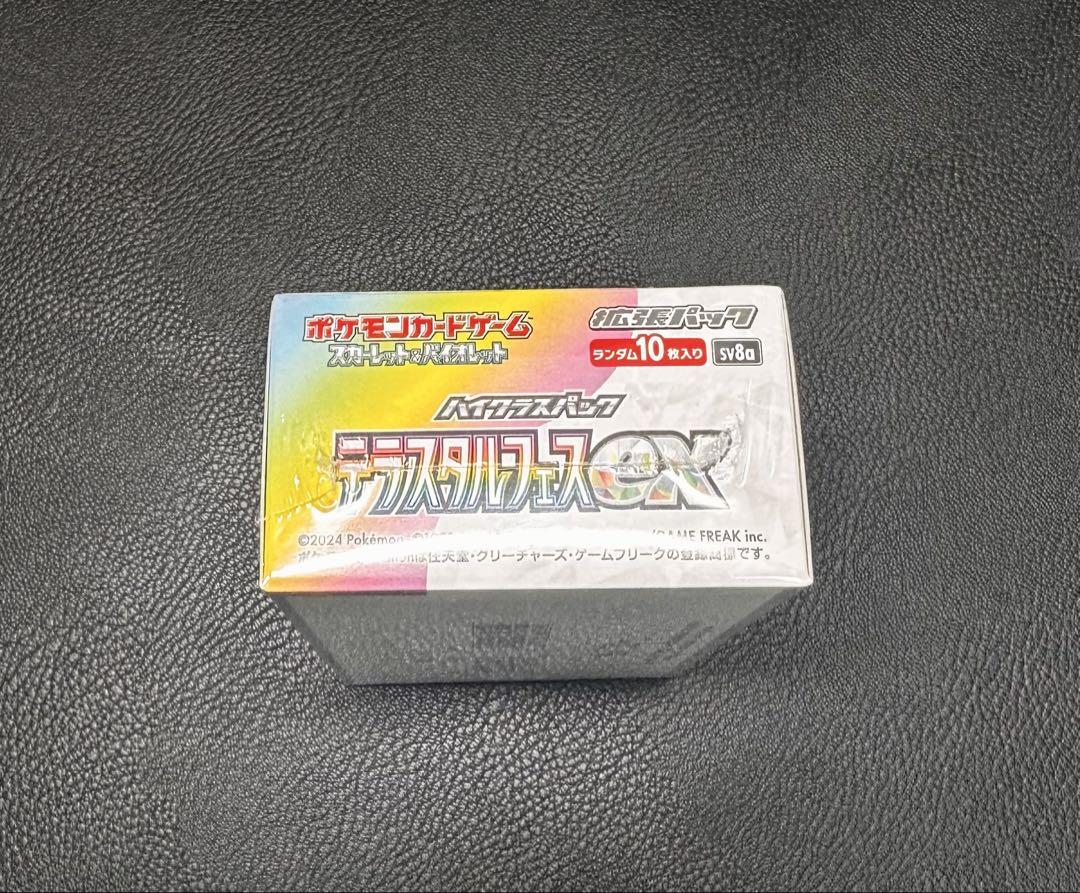 ポケモンカードゲーム
スカーレット&バイオレット
拡張パック
ランダム10枚入り
sv8a
ハイクラスパック
テラスタルフェスex
©2024 Pokémon. GAME FREAK inc.
任天堂・クリーチャーズ・ゲームフリークの登録商標です。